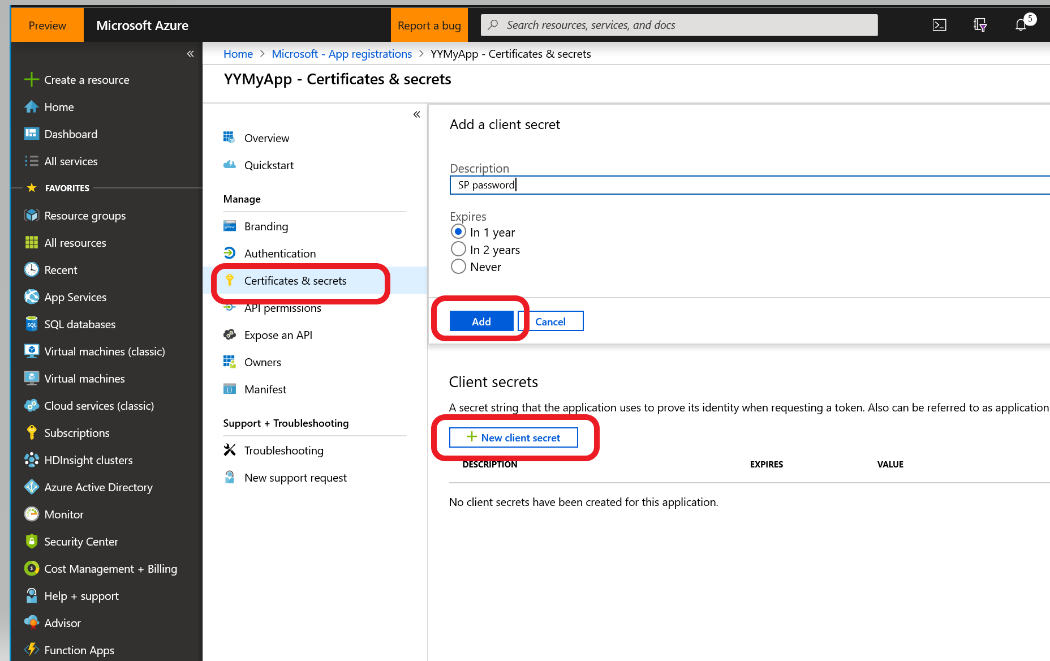 Preview
Microsoft Azure
Report a bug
Search resources, services, and docs
5
Home > Microsoft - App registrations > YYMyApp - Certificates & secrets
YYMyApp - Certificates & secrets
«
Create a resource
Home
Dashboard
All services
FAVORITES
Resource groups
All resources
Recent
App Services
SQL databases
Virtual machines (classic)
Virtual machines
Cloud services (classic)
Subscriptions
HDInsight clusters
Azure Active Directory
Monitor
Security Center
Cost Management + Billing
Help + support
Advisor
Function Apps
«
Overview
Quickstart
Manage
Branding
Authentication
Certificates & secrets
API permissions
Expose an API
Owners
Manifest
Support + Troubleshooting
Troubleshooting
New support request
Add a client secret
Description
SP password
Expires
In 1 year
In 2 years
Never
Add
Cancel
Client secrets
A secret string that the application uses to prove its identity when requesting a token. Also can be referred to as application
New client secret
DESCRIPTION
EXPIRES
VALUE
No client secrets have been created for this application.